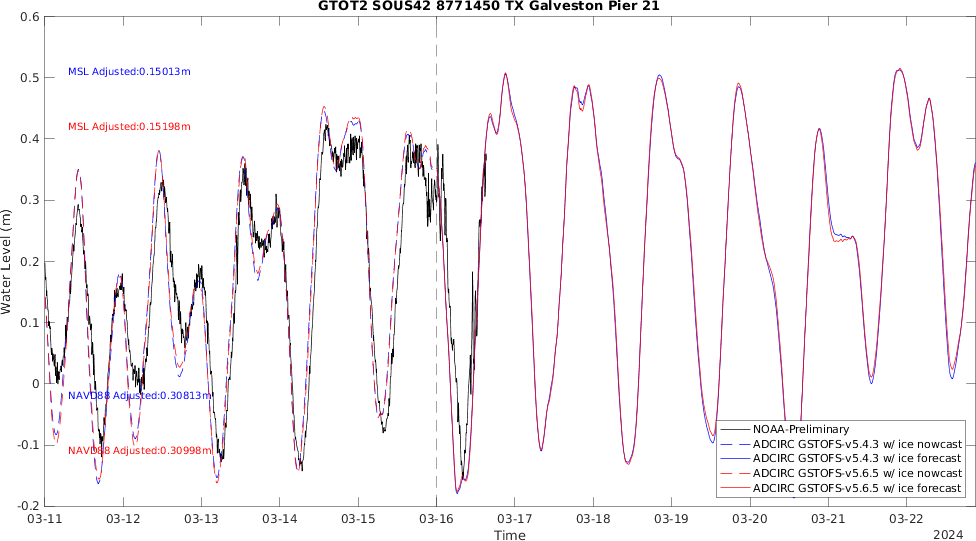 GTOT2 SOUS42 8771450 TX Galveston Pier 21
0.6
0.5
0.4
0.3
0.2
0.1
0
-0.1
-0.2
Water Level (m)
MSL Adjusted:0.15013m
MSL Adjusted:0.15198m
NAVD88 Adjusted:0.30813m
NAVD88 Adjusted:0.30998m
NOAA-Preliminary
ADCIRC GSTOFS-v5.4.3 w/ ice nowcast
ADCIRC GSTOFS-v5.4.3 w/ ice forecast
ADCIRC GSTOFS-v5.6.5 w/ ice nowcast
ADCIRC GSTOFS-v5.6.5 w/ ice forecast
03-11 03-12 03-13 03-14 03-15 03-16 03-17 03-18 03-19 03-20 03-21 03-22
Time
2024